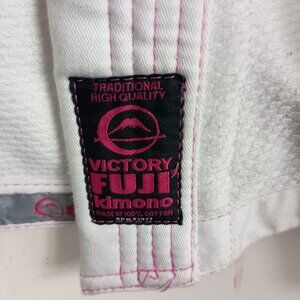 TRADITIONAL
HIGH QUALITY
VICTORY
FUJI
kimono
MADE OF 100% COTTON